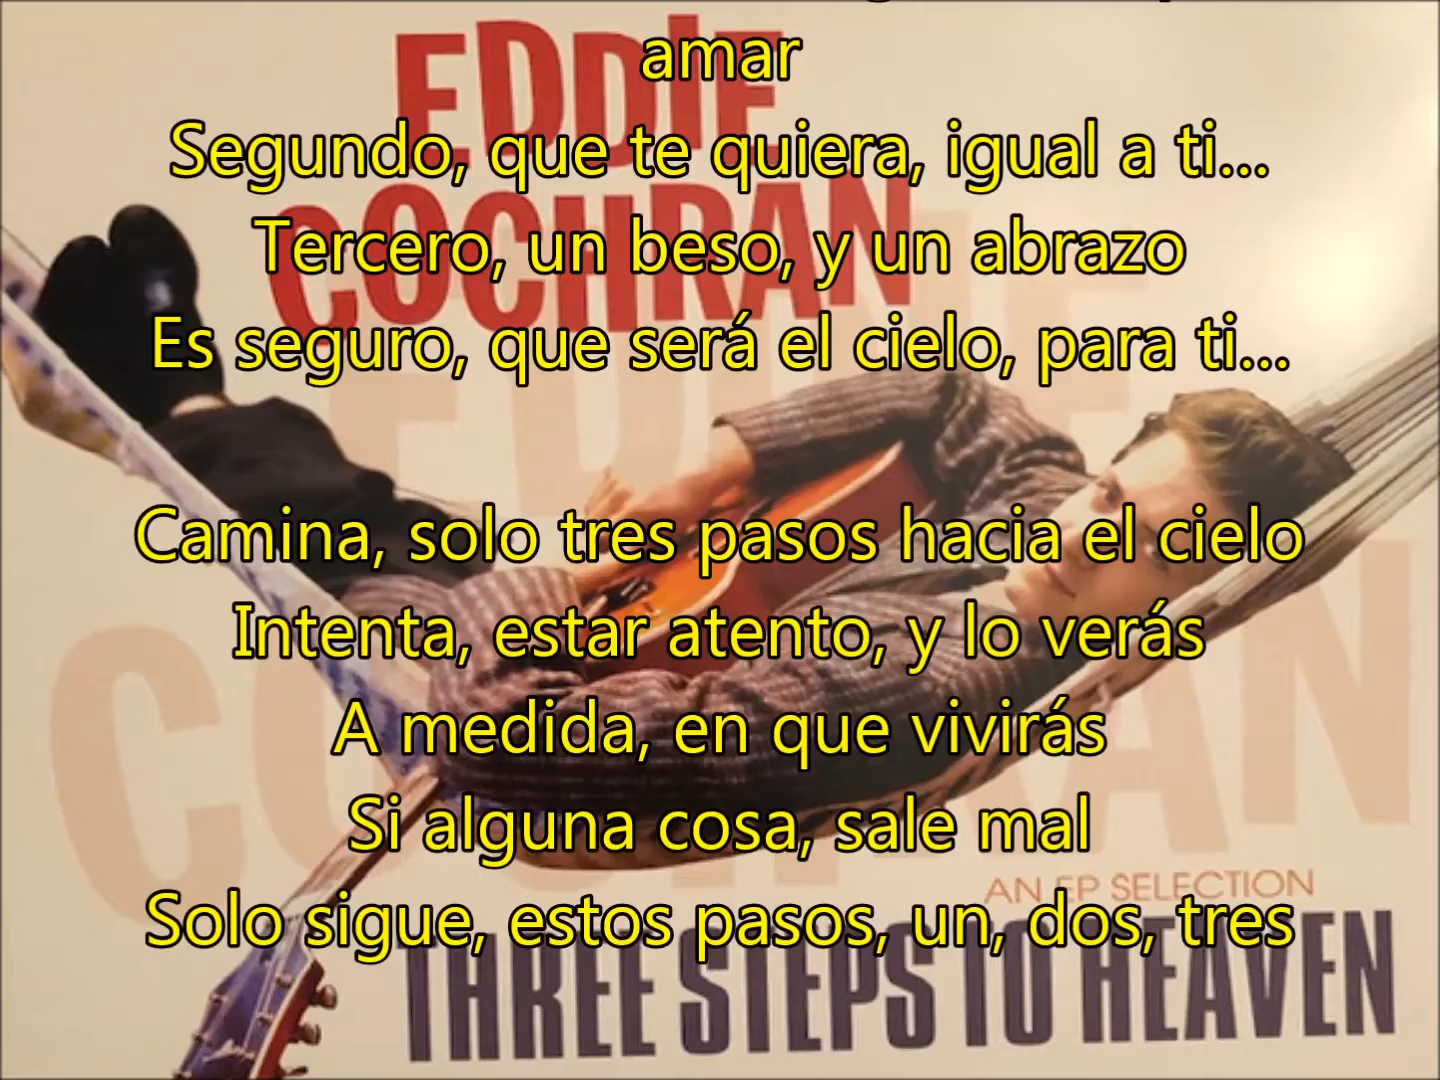 EDDIE
amar
Segundo, que te quiera, igual a ti...
COCHRAN
Tercero, un beso, y un abrazo
Es seguro, que será el cielo, para ti...
EDDIE
Camina, solo tres pasos hacia el cielo
Intenta, estar atento, y lo verás
COCHRAN
A medida, en que vivirás
Si alguna cosa, sale mal
AN EP SELECTION
Solo sigue, estos pasos, un, dos, tres
THREE STEPS TO HEAVEN